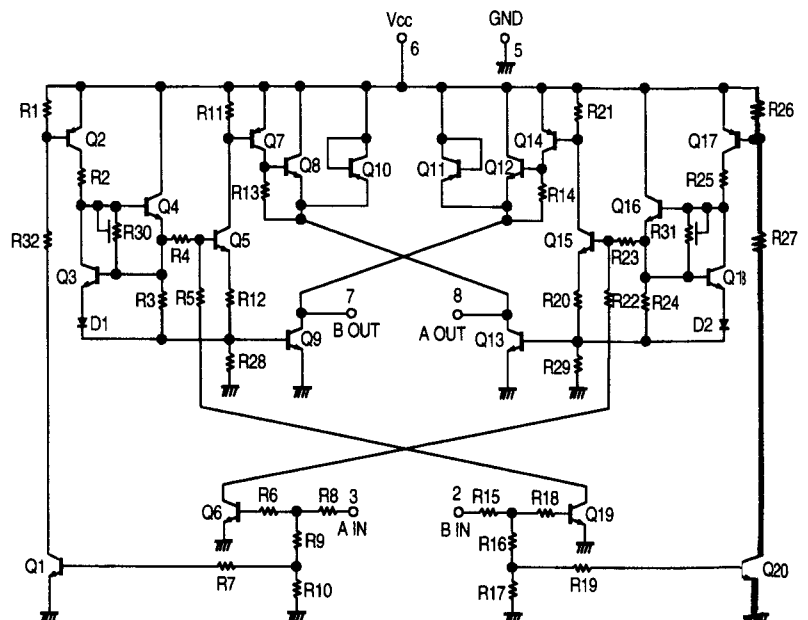 Vcc GND
6 5
R1 R11 R21 R26
Q2 Q7 Q8 Q10 Q11 Q12 Q14 Q17
R2 R13 R14 R25
Q4 Q16
R32 R30 R4 Q5 Q15 R23 R31 R27
Q3 R3 R5 R12 R20 R22 R24 Q18
D1 7 8 D2
B OUT A OUT
Q9 Q13
R28 R29
R6 R8 3 2 R15 R18
Q6 A IN B IN Q19
R9 R16
Q1 R7 R10 R17 R19 Q20